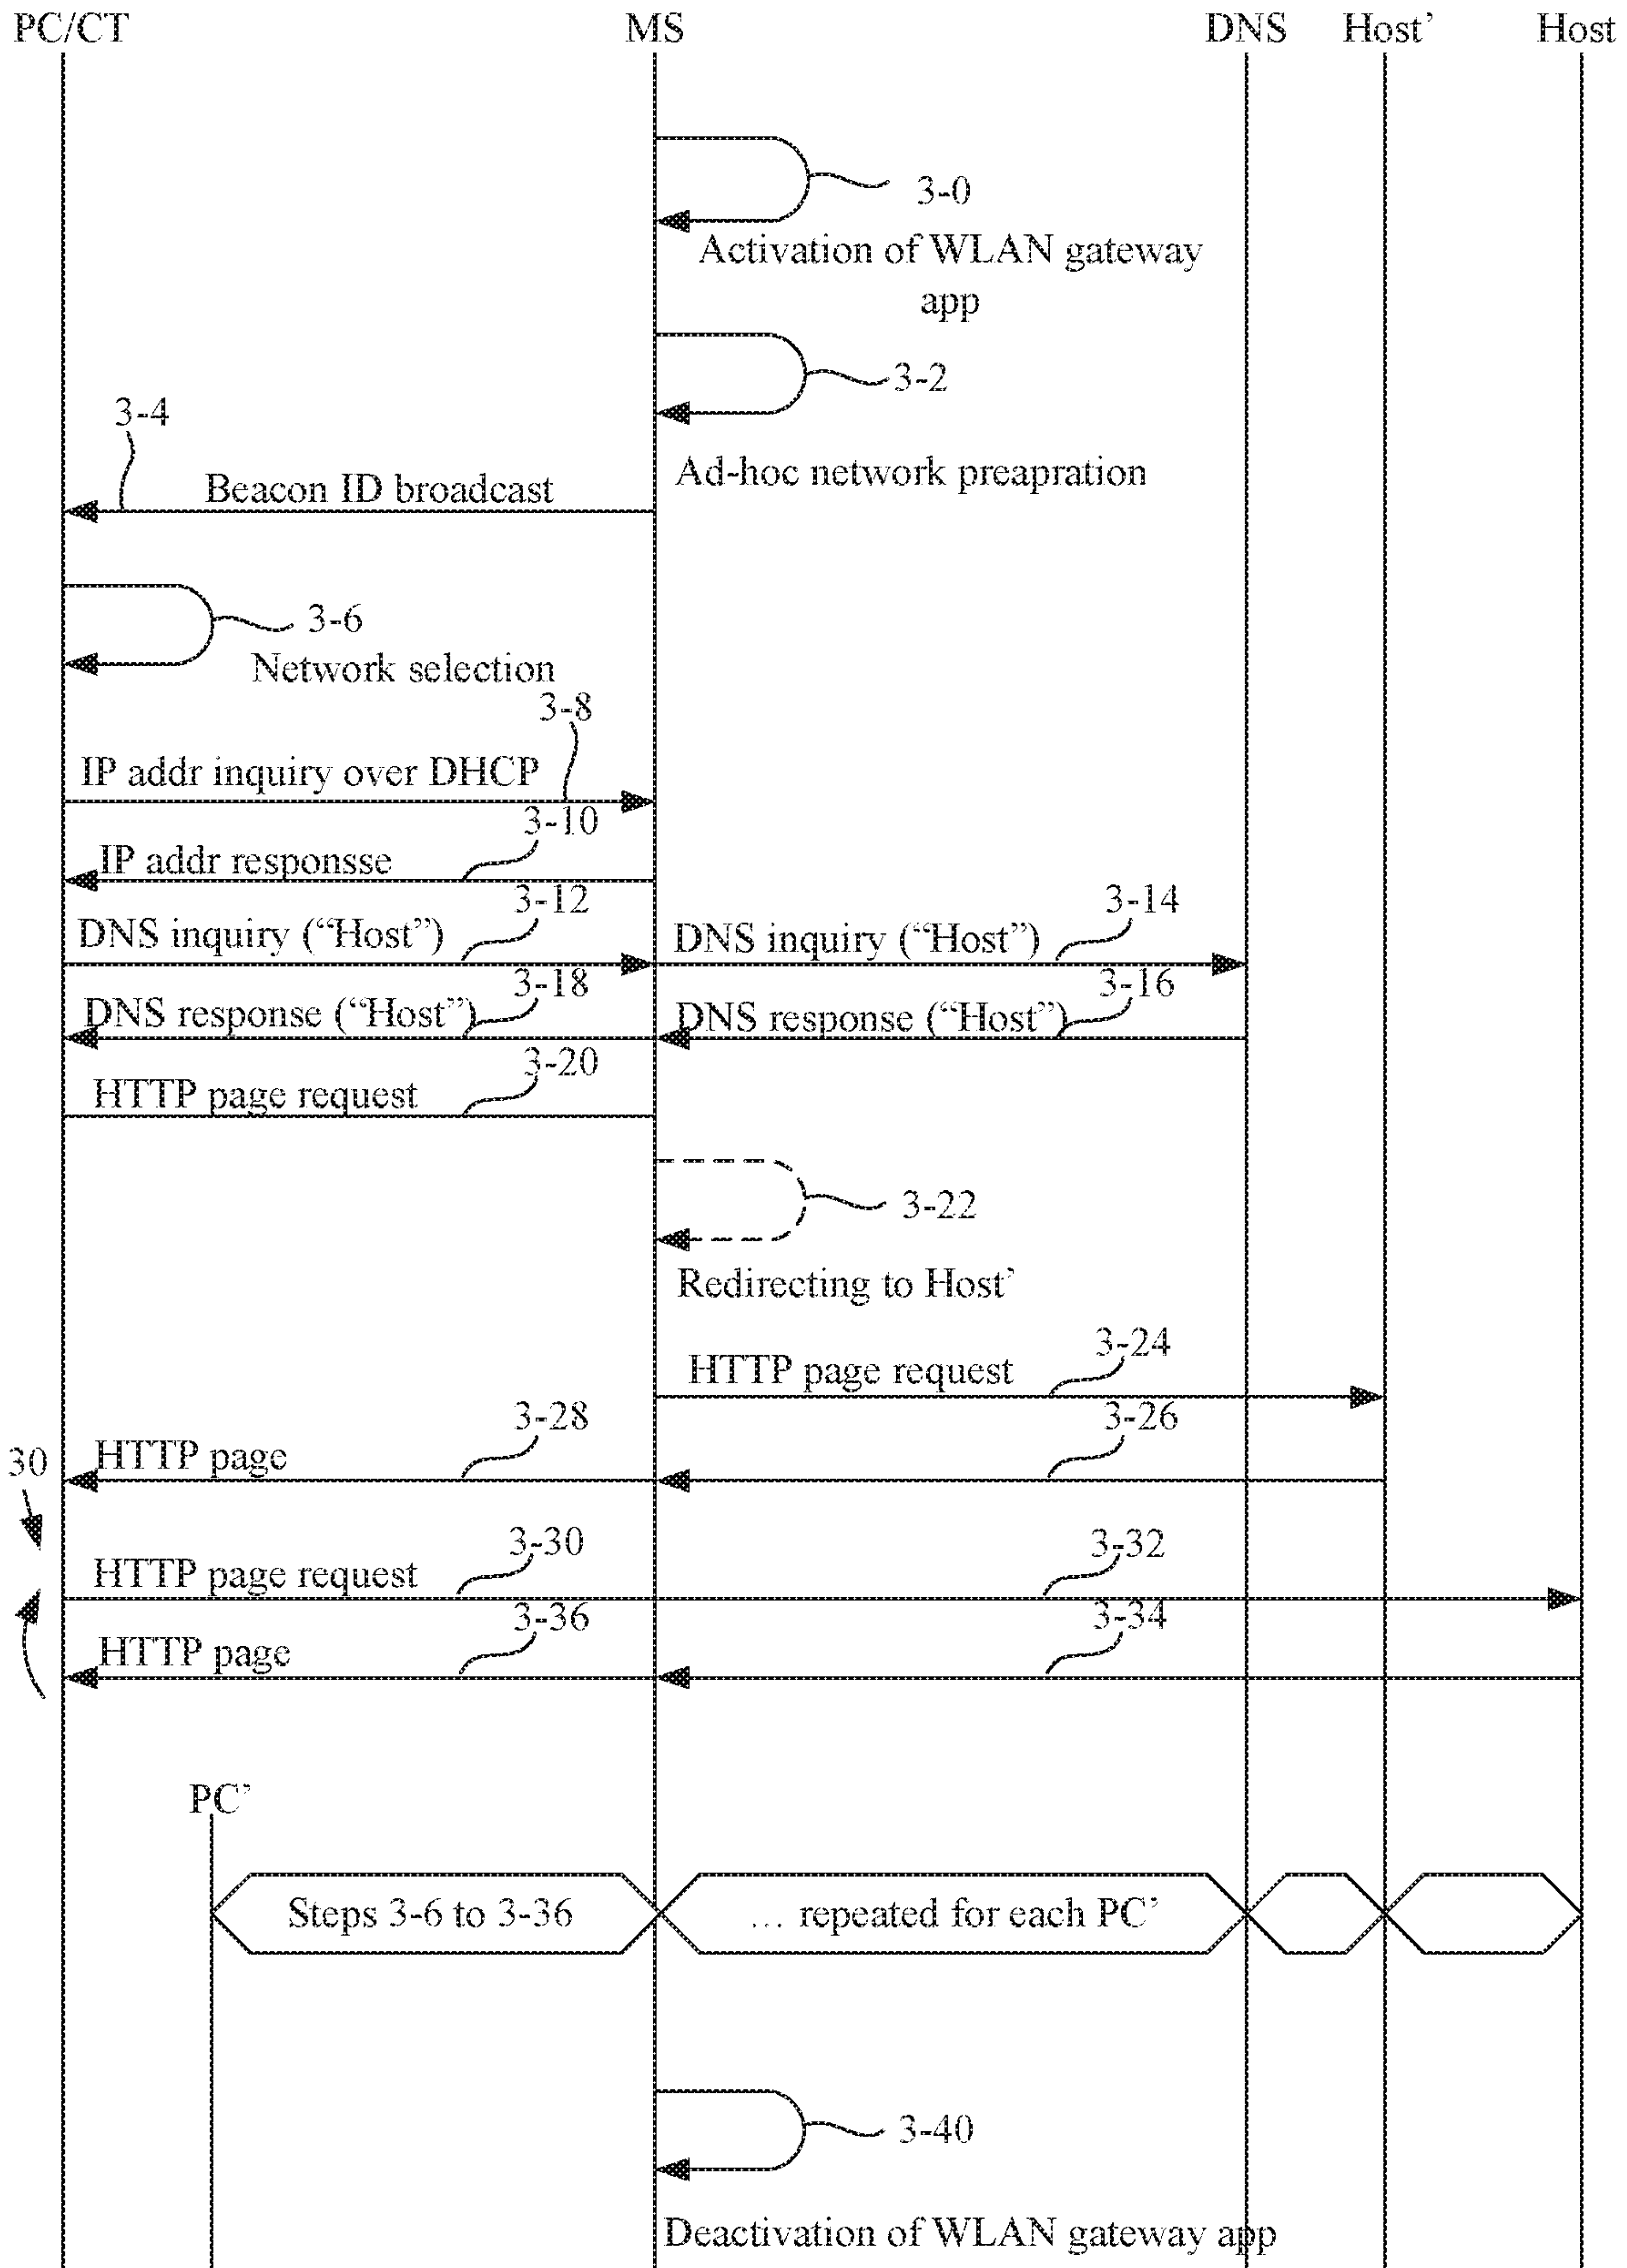 PC/CT MS DNS Host’ Host
3-0
Activation of WLAN gateway
app
3-2
3-4
Ad-hoc network preapration
Beacon ID broadcast
3-6
Network selection
3-8
IP addr inquiry over DHCP
3-10
IP addr responsse
3-12
3-14
DNS inquiry (“Host”)
DNS inquiry (“Host”)
3-18
3-16
DNS response (“Host”)
DNS response (“Host”)
3-20
HTTP page request
3-22
Redirecting to Host’
3-24
HTTP page request
3-28
3-26
30
HTTP page
3-30
3-32
HTTP page request
3-36
3-34
HTTP page
PC’
Steps 3-6 to 3-36
... repeated for each PC’
3-40
Deactivation of WLAN gateway app